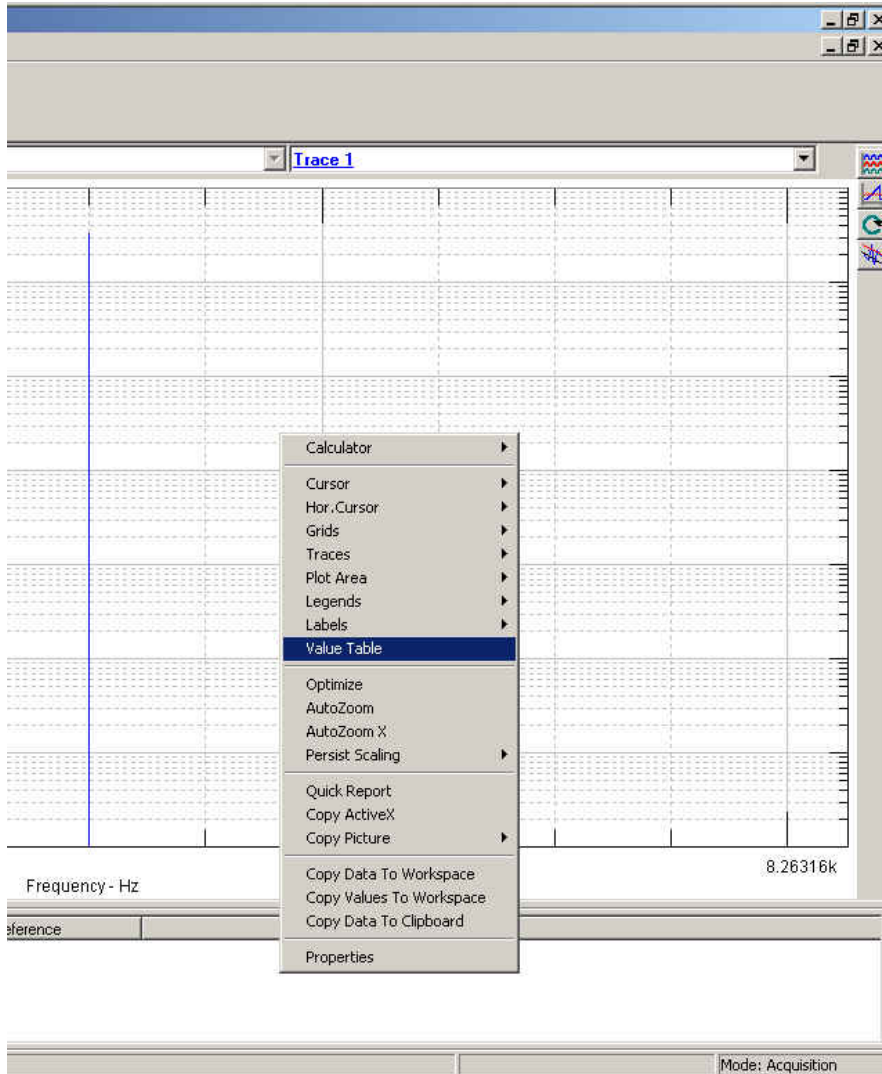 Trace 1
Calculator
Cursor
Hor.Cursor
Grids
Traces
Plot Area
Legends
Labels
Value Table
Optimize
AutoZoom
AutoZoom X
Persist Scaling
Quick Report
Copy ActiveX
Copy Picture
Copy Data To Workspace
Copy Values To Workspace
Copy Data To Clipboard
Properties
8.26316k
Frequency - Hz
eference
Mode: Acquisition